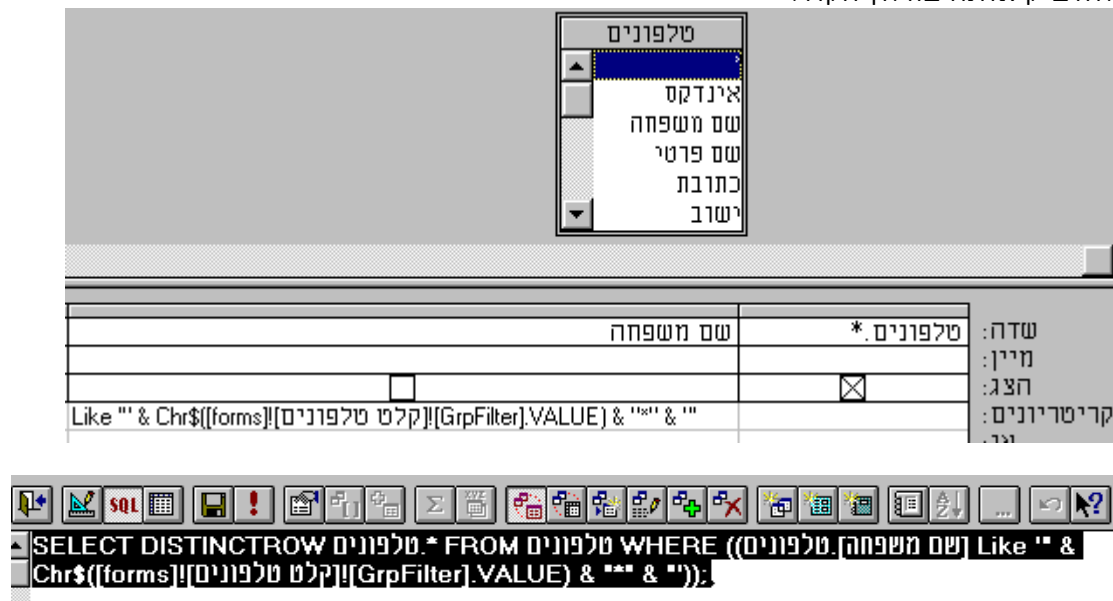 טלפונים
אינדקס
שם משפחה
שם פרטי
כתובת
ישוב
שדה: טלפונים.* שם משפחה
מיין:
הצג:
קריטריונים: Like "' & Chr$([forms]![קלט טלפונים]![GrpFilter].VALUE) & "*" & '"
SQL
SELECT DISTINCTROW טלפונים.* FROM טלפונים WHERE ((טלפונים.[שם משפחה] Like '" &
Chr$([forms]![קלט טלפונים]![GrpFilter].VALUE) & "*" & "'));